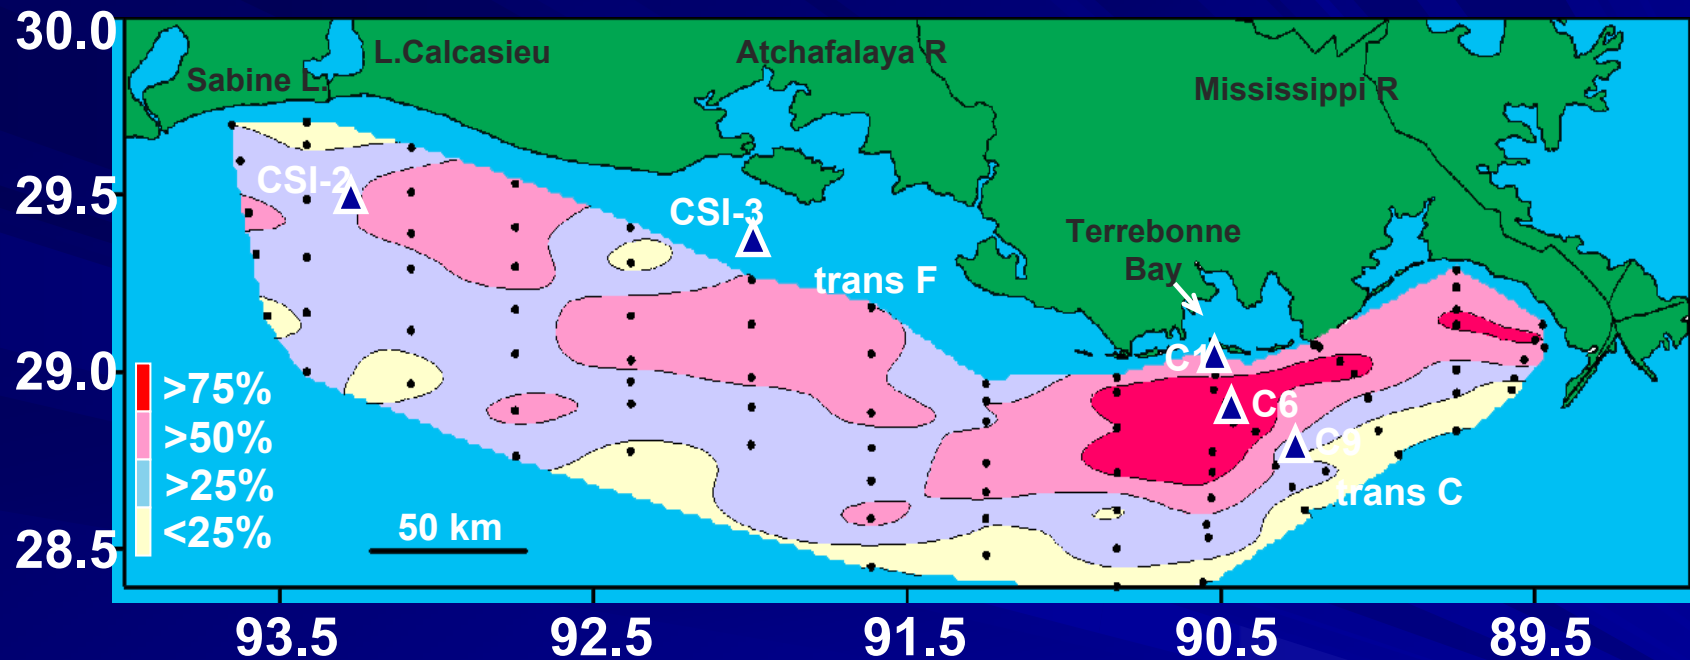 30.0
L.Calcasieu
Atchafalaya R
Sabine L.
Mississippi R
29.5
CSI-2
CSI-3
Terrebonne
Bay
trans F
29.0
C1
>75%
C6
>50%
C9
>25%
trans C
<25%
50 km
28.5
93.5 92.5 91.5 90.5 89.5